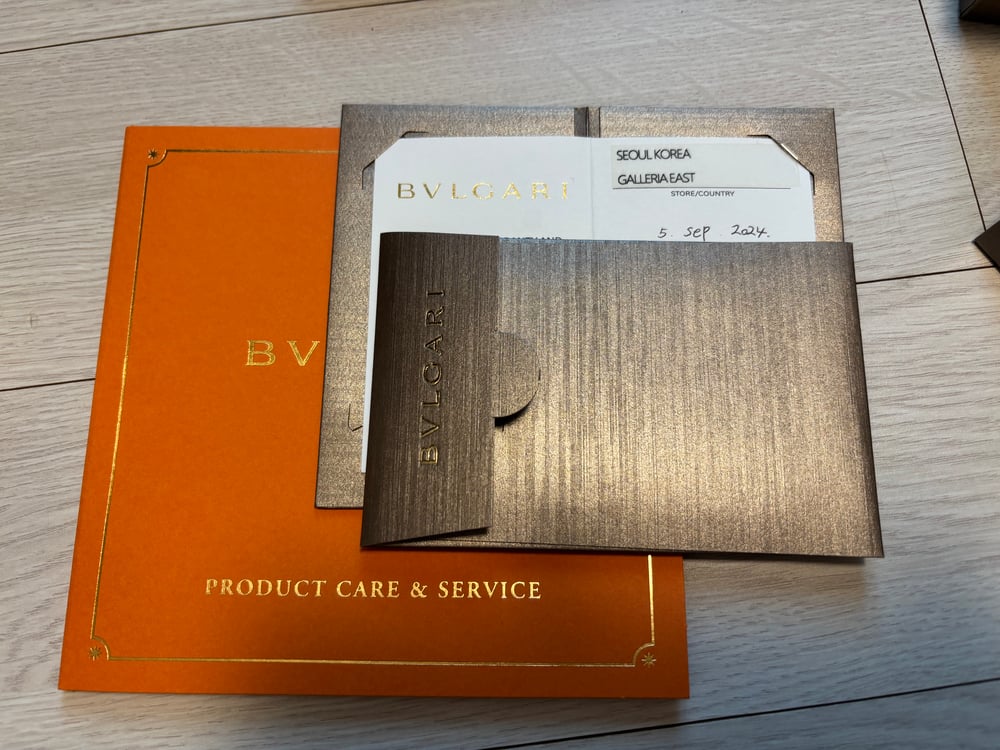 BVLGARI
SEOUL KOREA
GALLERIA EAST
STORE/COUNTRY
5. Sep. 2024.
BVLGARI
BV
PRODUCT CARE & SERVICE